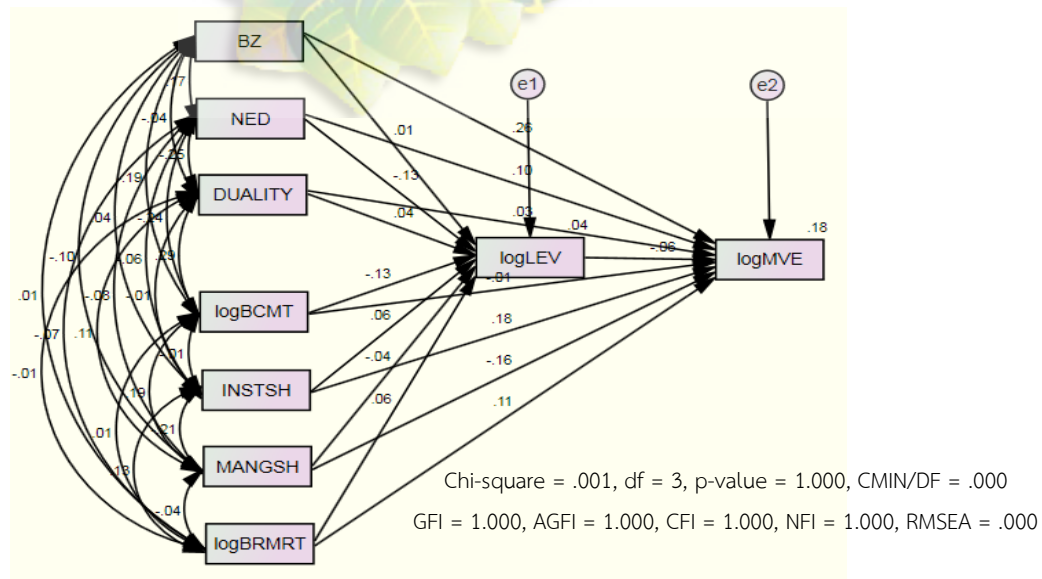 BZ
e1
e2
.17
NED
-.04
.01
.26
-.25
-.13
.10
.19
DUALITY
.04
.03
.04
.18
.04
-.24
-.06
logLEV
logMVE
-.10
.06
.29
-.13
-.01
.01
-.08
-.01
logBCMT
.06
.18
-.07
.11
-.01
-.04
-.16
-.01
.19
INSTSH
.06
.11
.01
.21
.13
MANGSH
-.04
logBRMRT
Chi-square = .001, df = 3, p-value = 1.000, CMIN/DF = .000
GFI = 1.000, AGFI = 1.000, CFI = 1.000, NFI = 1.000, RMSEA = .000